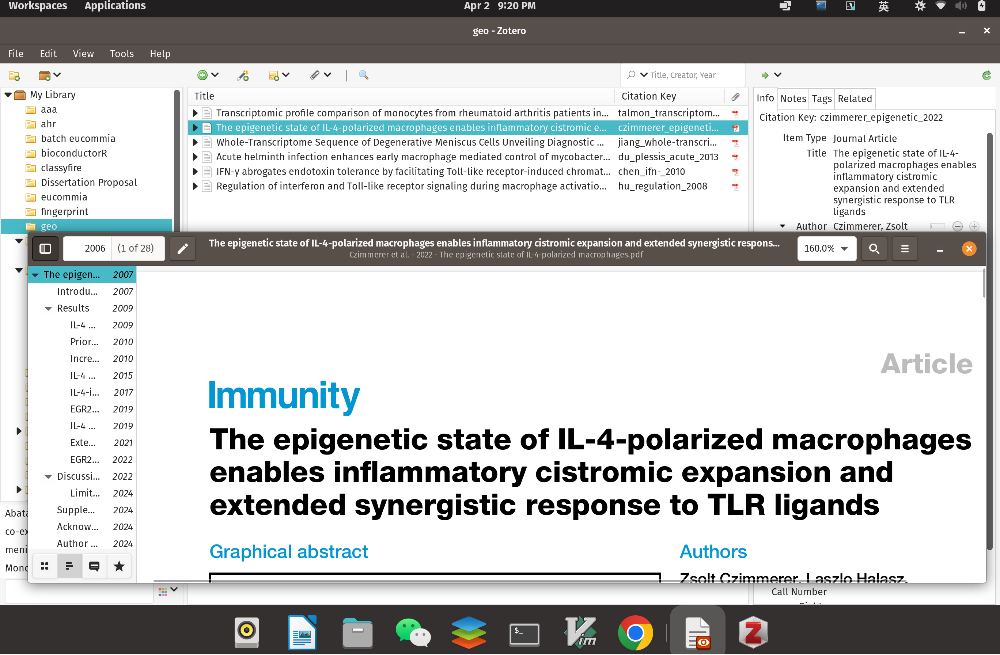 Workspaces Applications Apr 2 9:20 PM 英
geo - Zotero
File Edit View Tools Help
Title, Creator, Year
My Library
aaa
ahr
batch eucommia
bioconductorR
classyfire
Dissertation Proposal
eucommia
fingerprint
geo
Title Citation Key
Transcriptomic profile comparison of monocytes from rheumatoid arthritis patients in... talmon_transcriptom...
The epigenetic state of IL-4-polarized macrophages enables inflammatory cistromic e... czimmerer_epigeneti...
Whole-Transcriptome Sequence of Degenerative Meniscus Cells Unveiling Diagnostic ... jiang_whole-transcri...
Acute helminth infection enhances early macrophage mediated control of mycobacter... du_plessis_acute_2013
IFN-γ abrogates endotoxin tolerance by facilitating Toll-like receptor-induced chromat... chen_ifn-_2010
Regulation of interferon and Toll-like receptor signaling during macrophage activatio... hu_regulation_2008
Info Notes Tags Related
Citation Key: czimmerer_epigenetic_2022
Item Type Journal Article
Title The epigenetic state of IL-4-
polarized macrophages enables
inflammatory cistromic
expansion and extended
synergistic response to TLR
ligands
Author Czimmerer, Zsolt
2006 (1 of 28)
The epigenetic state of IL-4-polarized macrophages enables inflammatory cistromic expansion and extended synergistic respons...
Czimmerer et al. - 2022 - The epigenetic state of IL-4-polarized macrophages.pdf
160.0%
The epigen... 2007
Introdu... 2007
Results 2009
IL-4 ... 2009
Prior... 2010
Incre... 2010
IL-4 ... 2015
IL-4-i... 2017
EGR2... 2019
IL-4 ... 2019
Exte... 2021
EGR2... 2022
Discussi... 2022
Limit... 2024
Supple... 2024
Acknow... 2024
Author ... 2024
Article
Immunity
The epigenetic state of IL-4-polarized macrophages
enables inflammatory cistromic expansion and
extended synergistic response to TLR ligands
Graphical abstract
Authors
Zsolt Czimmerer, Laszlo Halasz,
Abata
co-ex
meni
Mono
Call Number